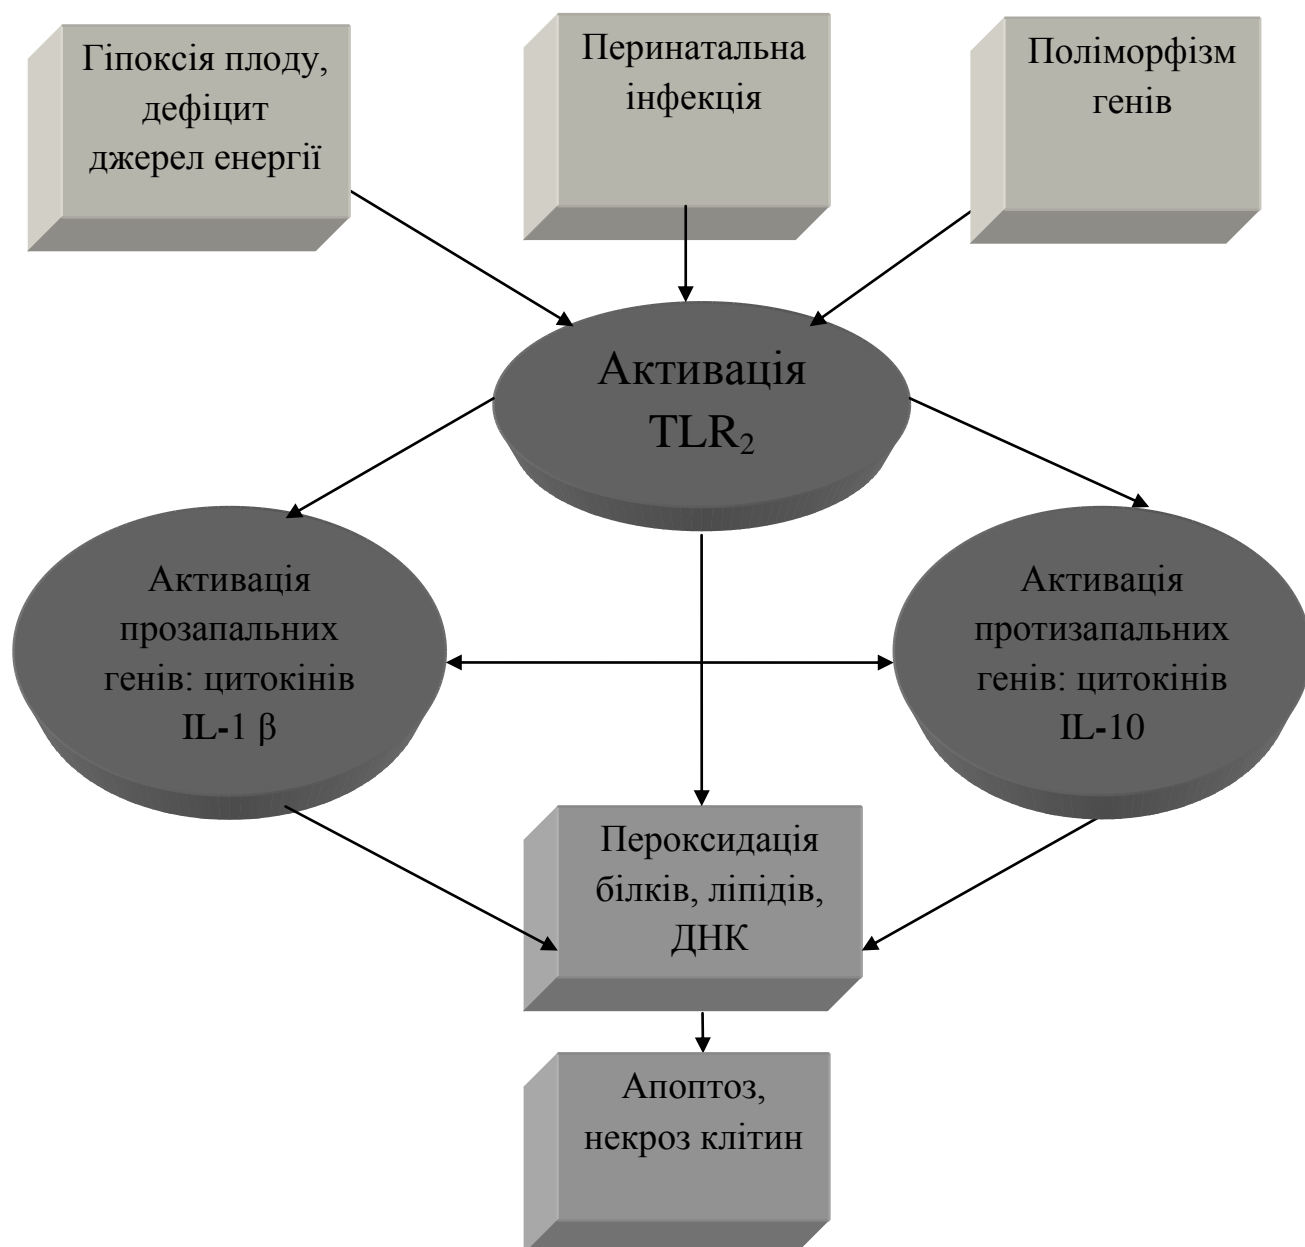 Гіпоксія плоду,
дефіцит
джерел енергії
Перинатальна
інфекція
Поліморфізм
генів
Активація
TLR₂
Активація
прозапальних
генів: цитокінів
IL-1 β
Активація
протизапальних
генів: цитокінів
IL-10
Пероксидація
білків, ліпідів,
ДНК
Апоптоз,
некроз клітин